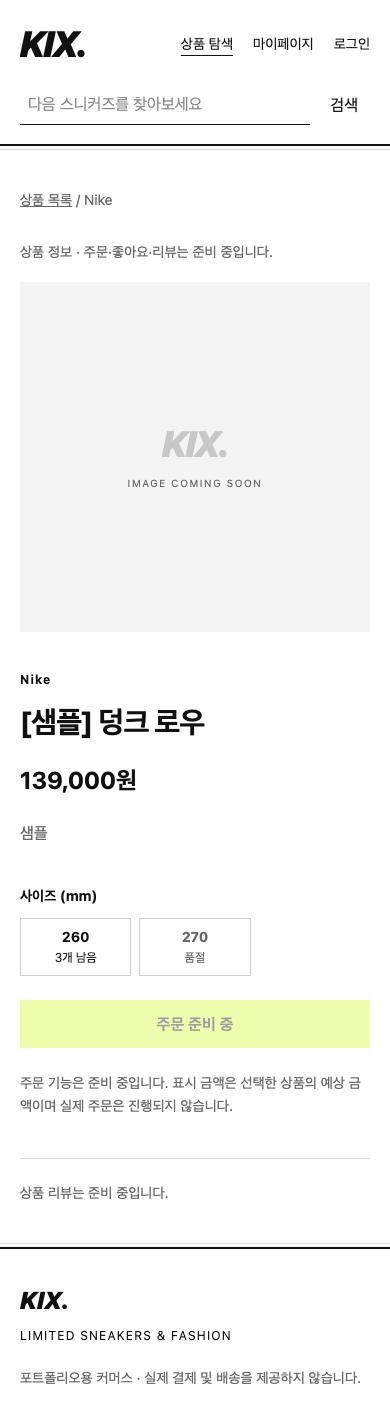 KIX.
상품 탐색 마이페이지 로그인
다음 스니커즈를 찾아보세요 검색
상품 목록 / Nike
상품 정보 · 주문·좋아요·리뷰는 준비 중입니다.
KIX.
IMAGE COMING SOON
Nike
[샘플] 덩크 로우
139,000원
샘플
사이즈 (mm)
260 270
3개 남음 품절
주문 준비 중
주문 기능은 준비 중입니다. 표시 금액은 선택한 상품의 예상 금
액이며 실제 주문은 진행되지 않습니다.
상품 리뷰는 준비 중입니다.
KIX.
LIMITED SNEAKERS & FASHION
포트폴리오용 커머스 · 실제 결제 및 배송을 제공하지 않습니다.